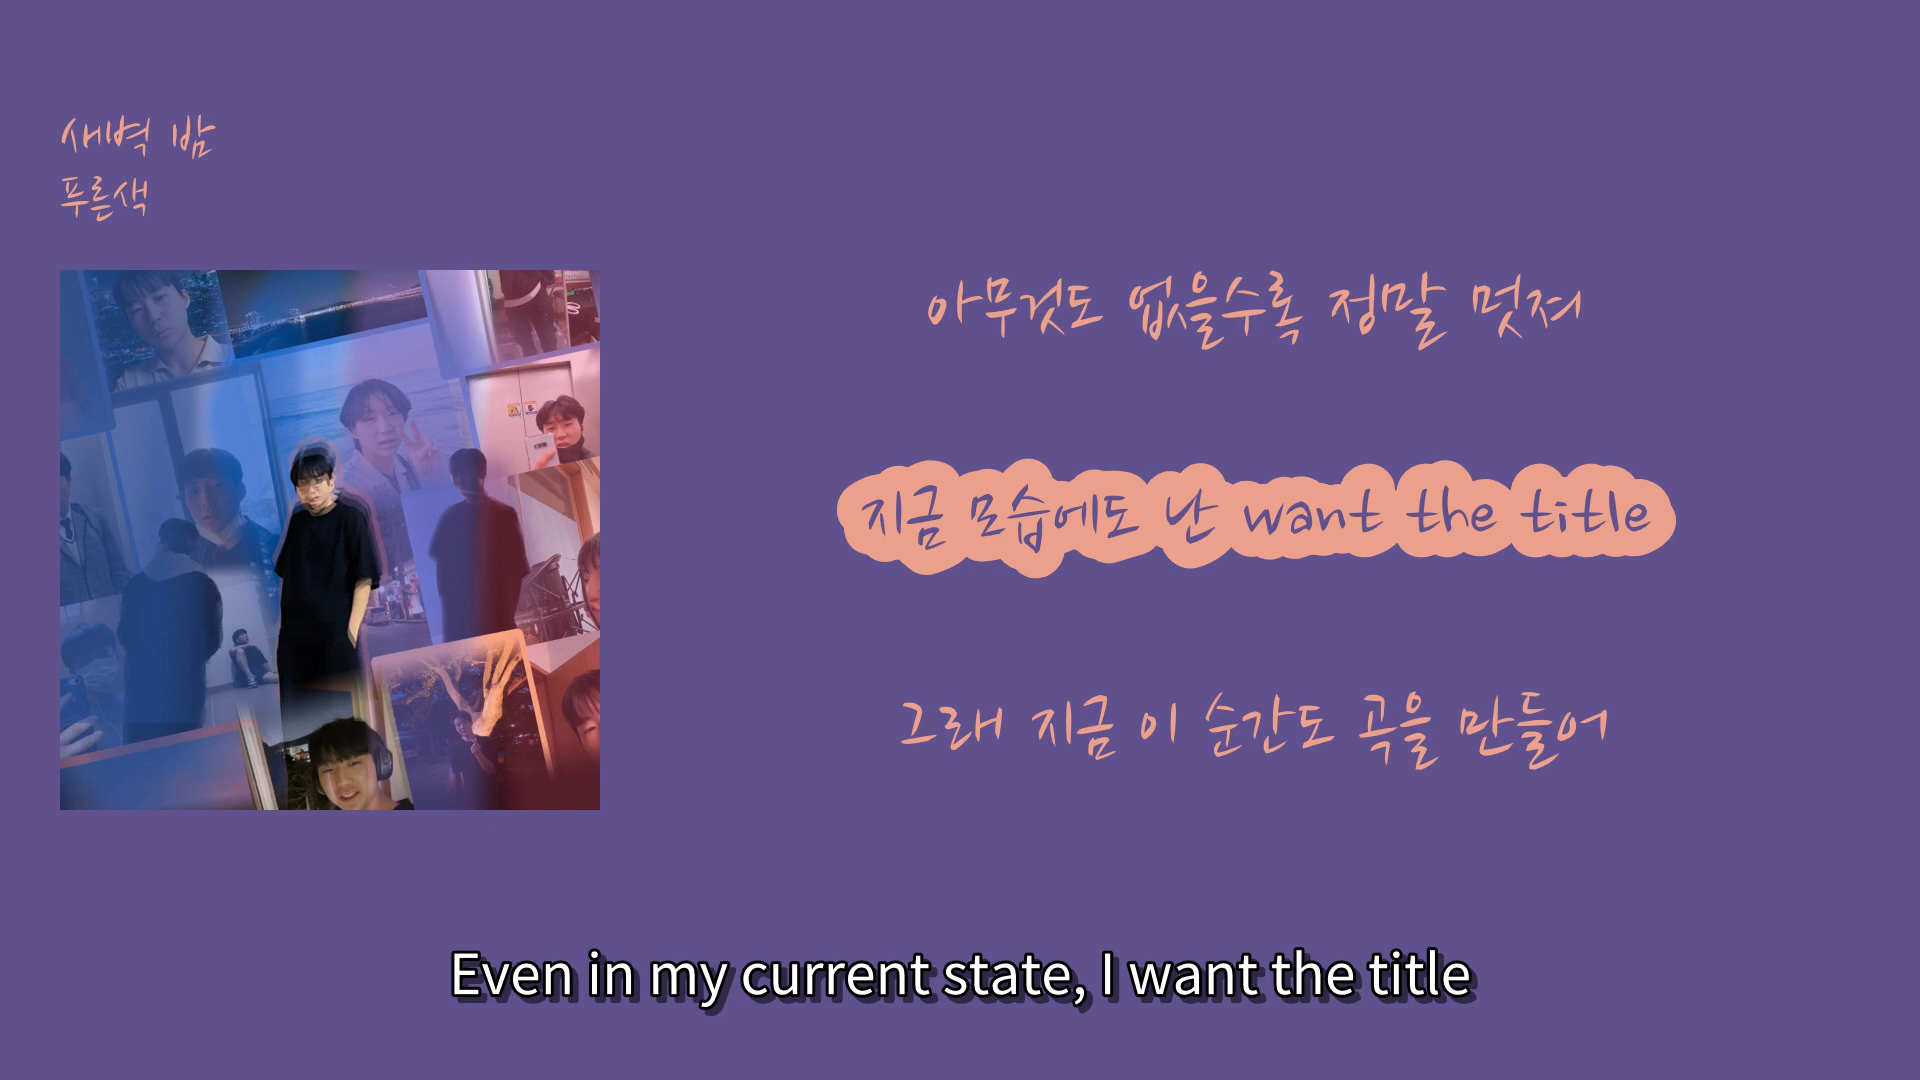 새벽 밤
푸른색
아무것도 없을수록 정말 멋져
지금 모습에도 난 want the title
그래 지금 이 순간도 곡을 만들어
Even in my current state, I want the title